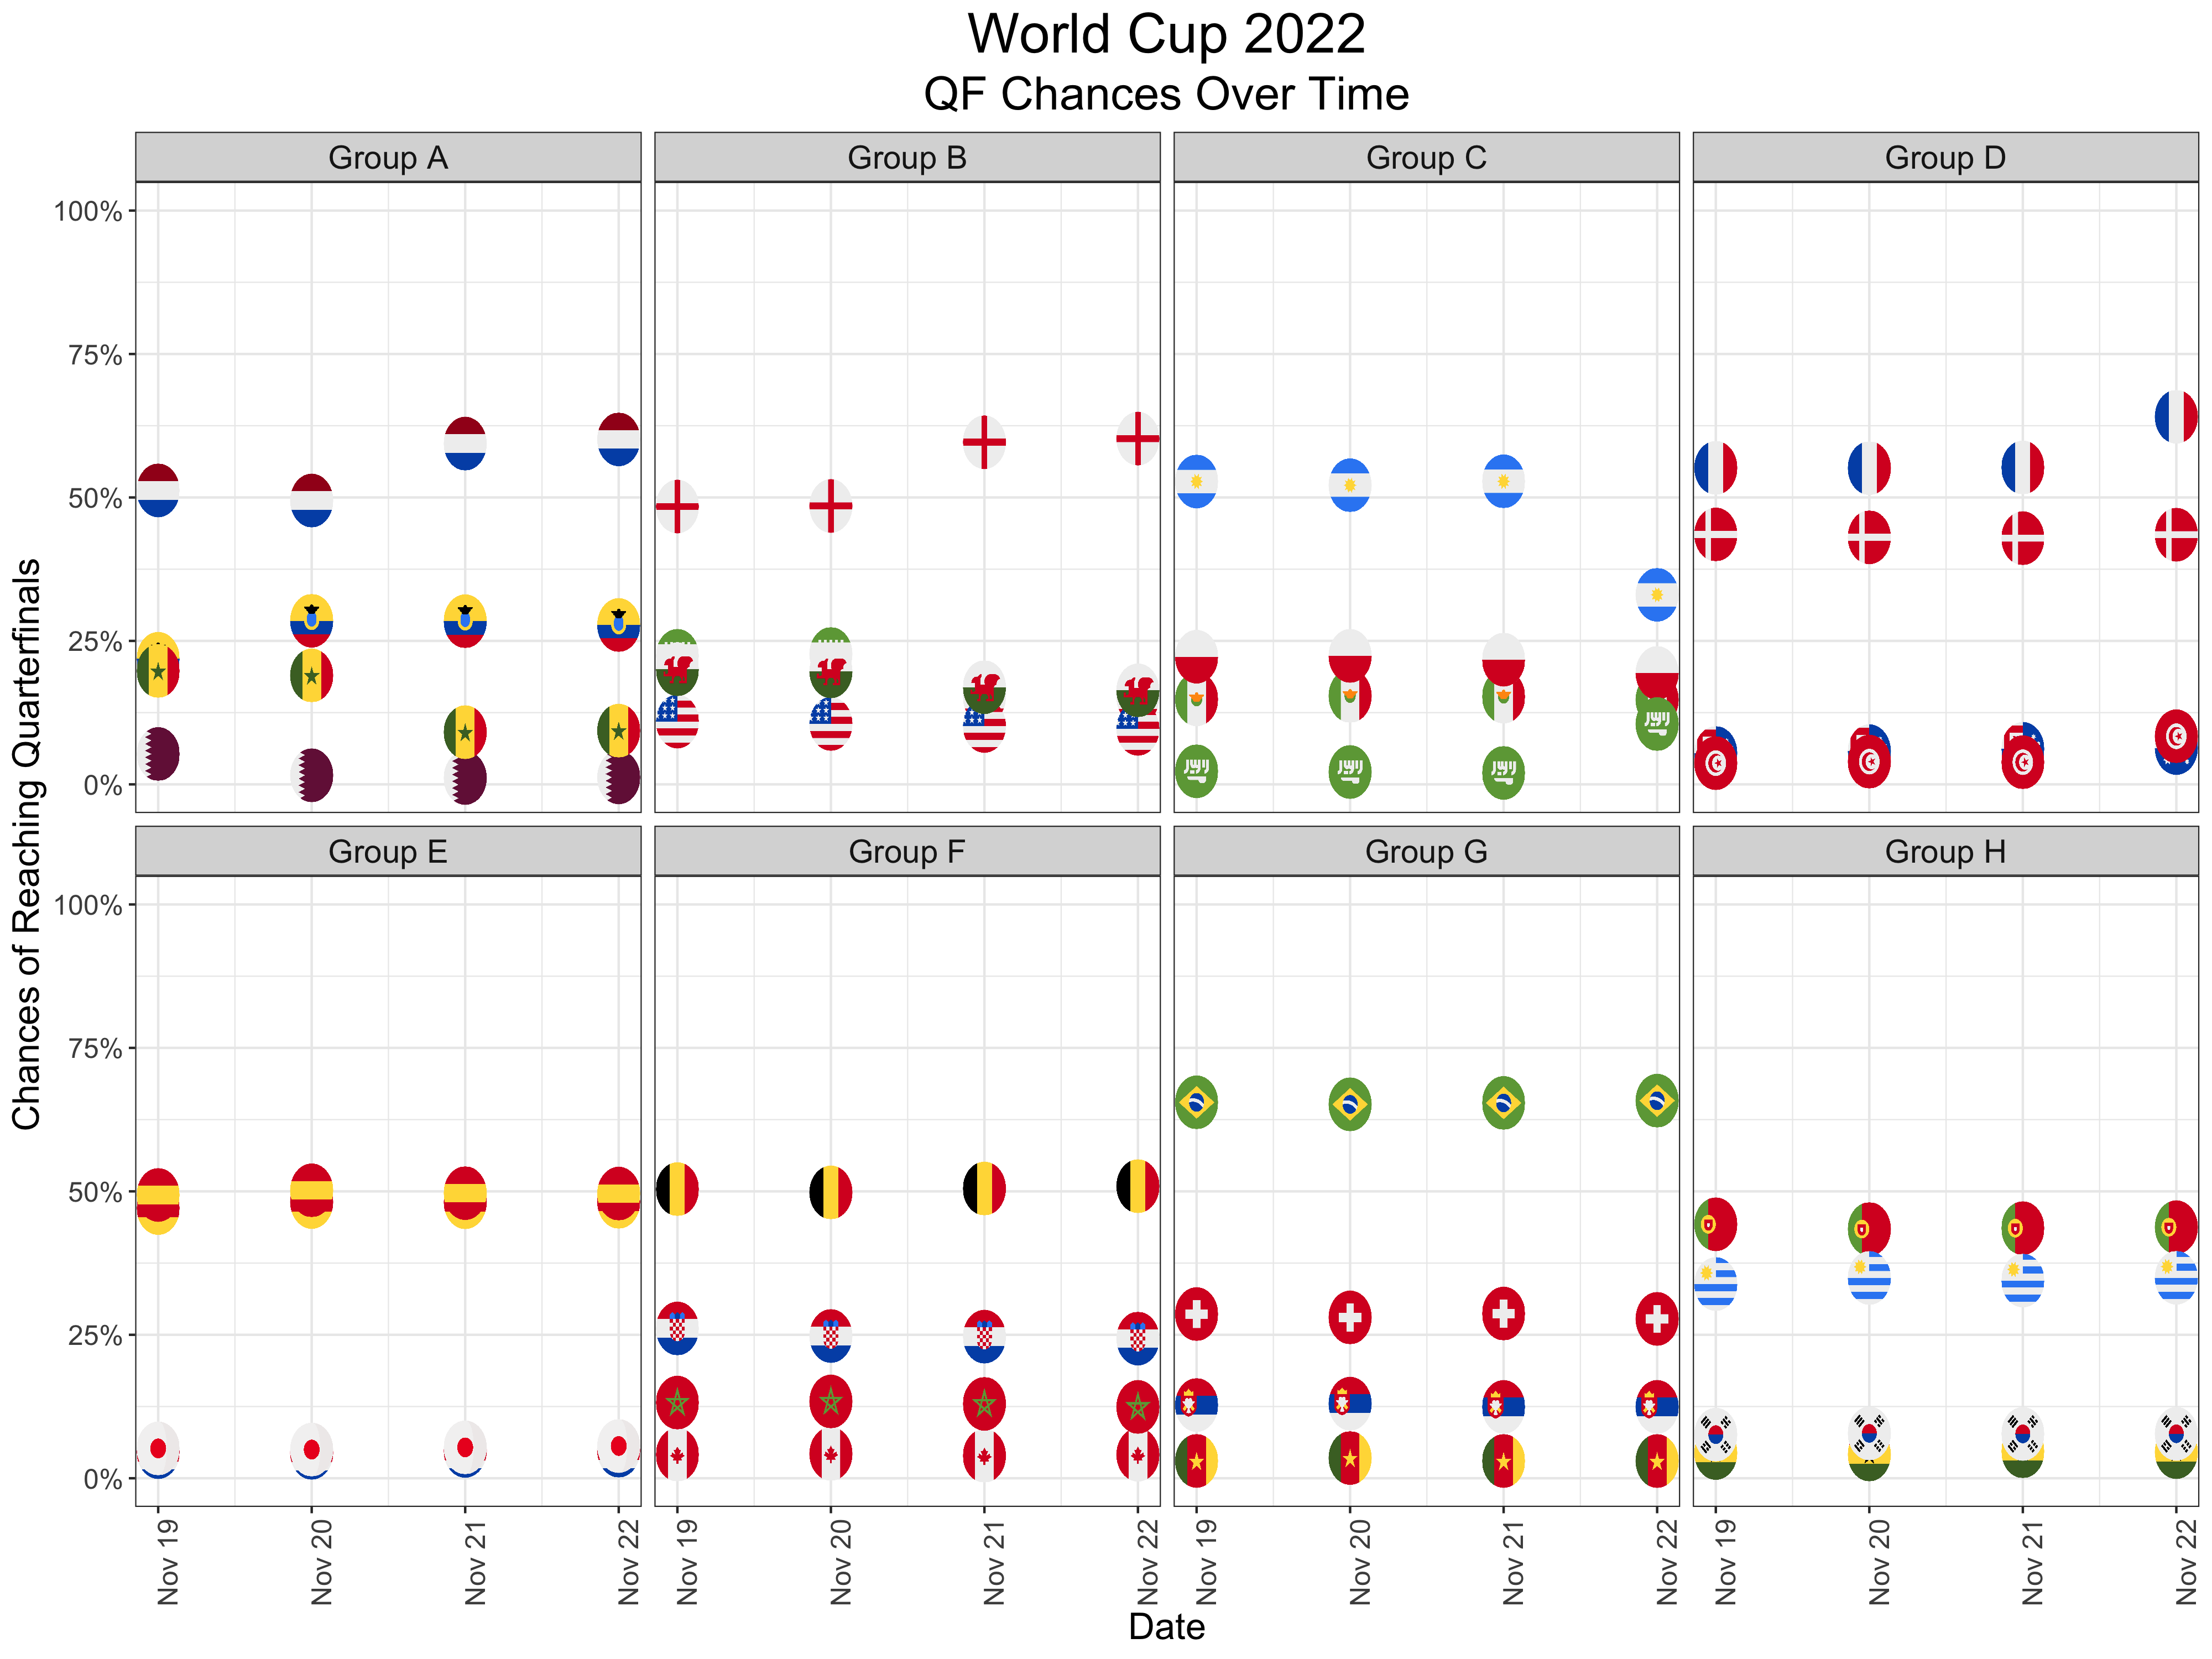 World Cup 2022
QF Chances Over Time
Group A
Group B
Group C
Group D
100%
75%
50%
25%
0%
Group E
Group F
Group G
Group H
100%
75%
50%
25%
0%
Chances of Reaching Quarterfinals
Nov 19
Nov 20
Nov 21
Nov 22
Nov 19
Nov 20
Nov 21
Nov 22
Nov 19
Nov 20
Nov 21
Nov 22
Nov 19
Nov 20
Nov 21
Nov 22
Date